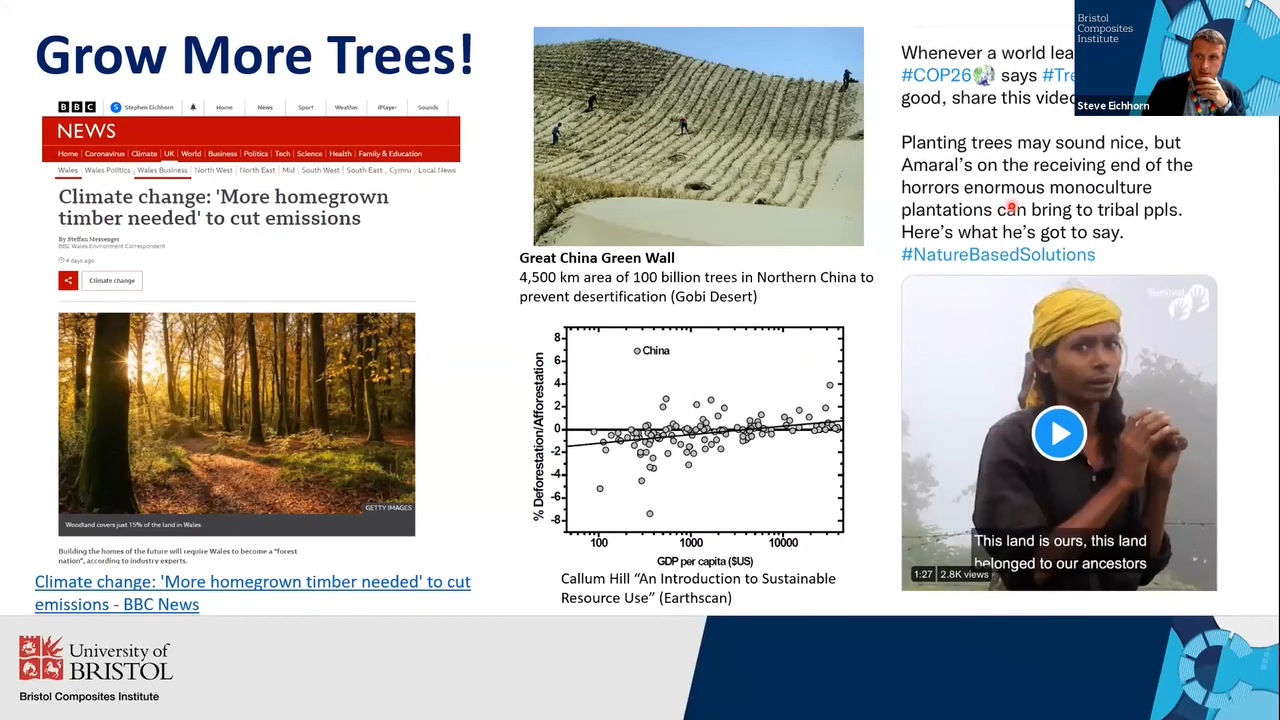 Grow More Trees!
BBC
Stephen Eichhorn
Home
News
Sport
Weather
iPlayer
Sounds
NEWS
Home Coronavirus Climate UK World Business Politics Tech Science Health Family & Education
Wales Wales Politics Wales Business North West North East Mid South West South East Cymru Local News
Climate change: 'More homegrown
timber needed' to cut emissions
By Steffan Messenger
BBC Wales Environment Correspondent
4 days ago
Climate change
GETTY IMAGES
Woodland covers just 15% of the land in Wales
Building the homes of the future will require Wales to become a "forest
nation", according to industry experts.
Climate change: 'More homegrown timber needed' to cut
emissions - BBC News
Great China Green Wall
4,500 km area of 100 billion trees in Northern China to
prevent desertification (Gobi Desert)
% Deforestation/Afforestation
8
6
4
2
0
-2
-4
-6
-8
China
100
1000
10000
GDP per capita ($US)
Callum Hill “An Introduction to Sustainable
Resource Use” (Earthscan)
Whenever a world
#COP26 says
good, share this
Planting trees may sound nice, but
Amaral’s on the receiving end of the
horrors enormous monoculture
plantations can bring to tribal ppls.
Here’s what he’s got to say.
#NatureBasedSolutions
Survival
This land is ours, this land
belonged to our ancestors
1:27 2.8K views
Bristol
Composites
Institute
Steve Eichhorn
University of
BRISTOL
Bristol Composites Institute